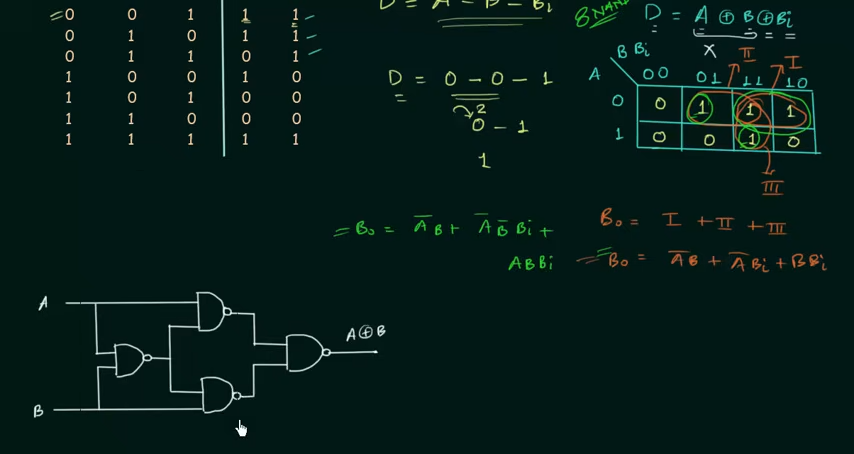 0 0 1 1 1
0 1 0 1 1
0 1 1 0 1
1 0 0 1 0
1 0 1 0 0
1 1 0 0 0
1 1 1 1 1
D = A - B - Bi
D = 0 - 0 - 1
2
0 - 1
1
8 NAND
D = A ⊕ B ⊕ Bi
X II I
B Bi
A 00 01 11 10
0 0 1 1 1
1 0 0 1 0
III
= B₀ = A̅B + A̅B̅Bi +
ABBi
B₀ = I + II + III
= B₀ = A̅B + A̅Bi + BBi
A
A⊕B
B